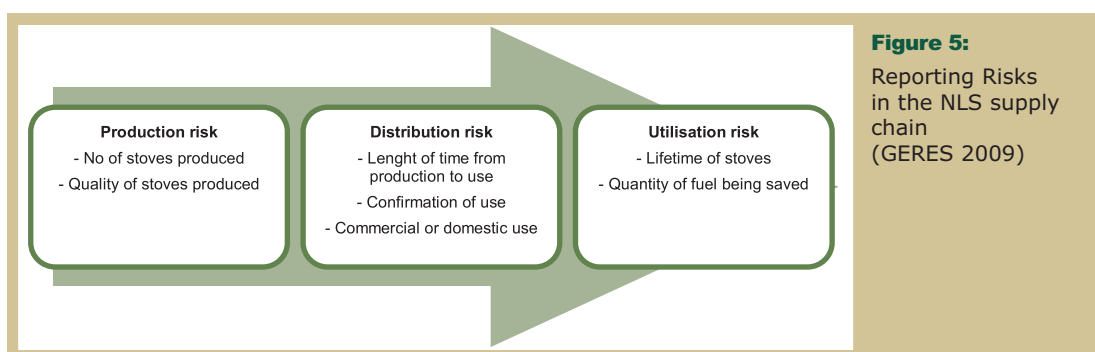 Production risk
- No of stoves produced
- Quality of stoves produced
Distribution risk
- Lenght of time from
production to use
- Confirmation of use
- Commercial or domestic use
Utilisation risk
- Lifetime of stoves
- Quantity of fuel being saved
Figure 5:
Reporting Risks
in the NLS supply
chain
(GERES 2009)